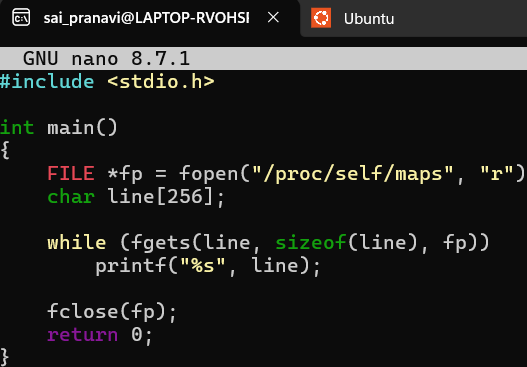 sai_pranavi@LAPTOP-RVOHSI
Ubuntu
GNU nano 8.7.1
#include <stdio.h>
int main()
{
    FILE *fp = fopen("/proc/self/maps", "r")
    char line[256];
    while (fgets(line, sizeof(line), fp))
        printf("%s", line);
    fclose(fp);
    return 0;
}